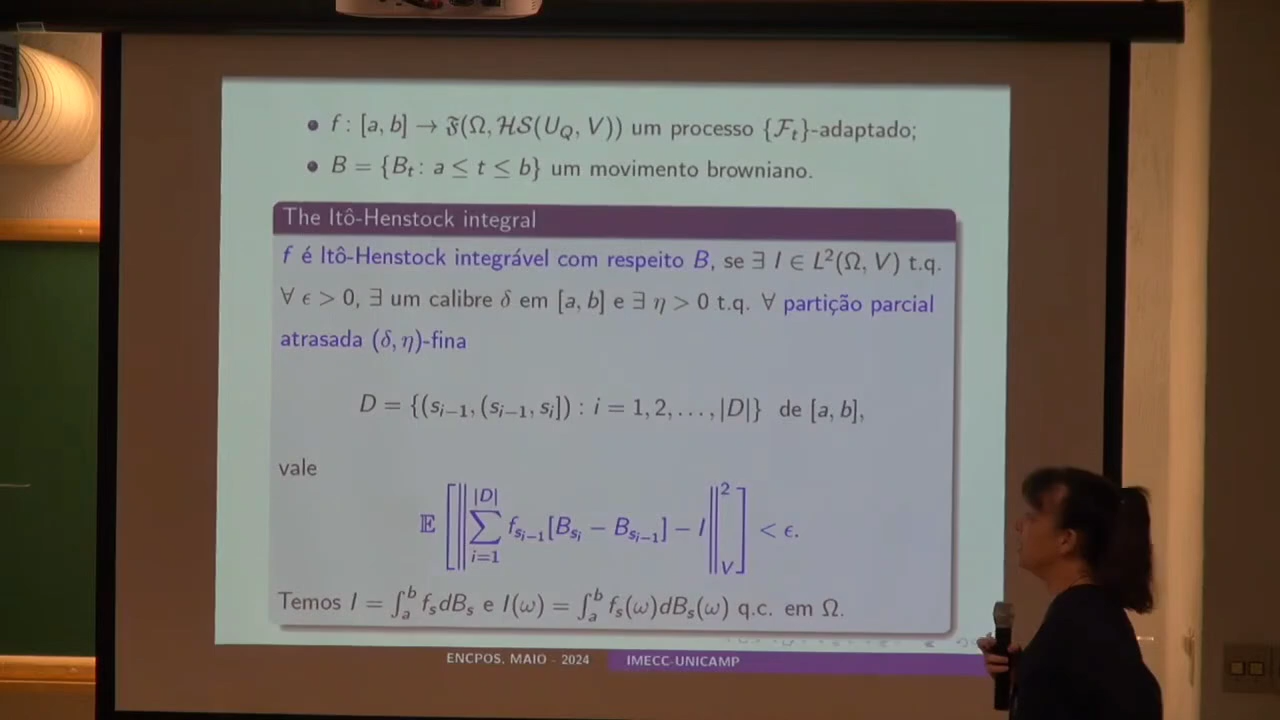 • f : [a, b] → 𝔉(Ω, ℋ𝒮(U_Q, V)) um processo {ℱ_t}-adaptado;
• B = {B_t : a ≤ t ≤ b} um movimento browniano.
The Itô-Henstock integral
f é Itô-Henstock integrável com respeito B, se ∃ I ∈ L²(Ω, V) t.q.
∀ ϵ > 0, ∃ um calibre δ em [a, b] e ∃ η > 0 t.q. ∀ partição parcial
atrasada (δ, η)-fina
D = {(s_{i−1}, (s_{i−1}, s_i]) : i = 1, 2, . . . , |D|} de [a, b],
vale
𝔼 [‖∑_{i=1}^{|D|} f_{s_{i−1}}[B_{s_i} − B_{s_{i−1}}] − I‖²_V] < ϵ.
Temos I = ∫_a^b f_s dB_s e I(ω) = ∫_a^b f_s(ω)dB_s(ω) q.c. em Ω.
ENCPOS, MAIO - 2024 IMECC-UNICAMP